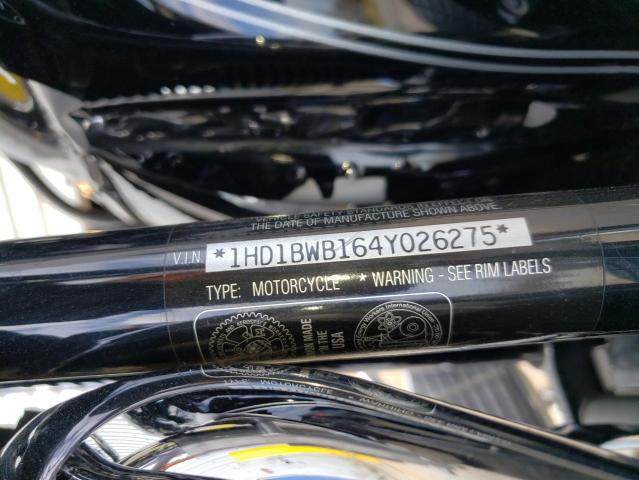 VEHICLE SAFETY STANDARDS IN EFFECT ON
THE DATE OF MANUFACTURE SHOWN ABOVE
V.I.N. *1HD1BWB164Y026275*
TYPE: MOTORCYCLE * WARNING - SEE RIM LABELS
MADE
IN THE
USA